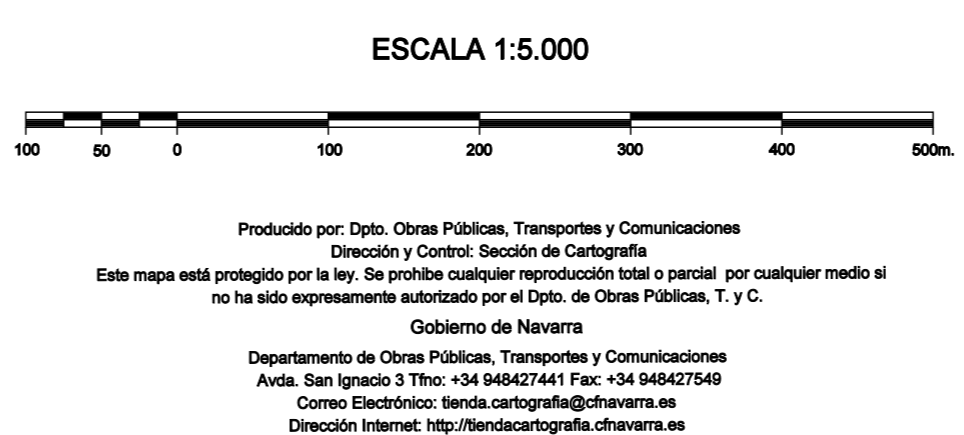 ESCALA 1:5.000
100 50 0 100 200 300 400 500m.
Producido por: Dpto. Obras Públicas, Transportes y Comunicaciones
Dirección y Control: Sección de Cartografía
Este mapa está protegido por la ley. Se prohibe cualquier reproducción total o parcial por cualquier medio si
no ha sido expresamente autorizado por el Dpto. de Obras Públicas, T. y C.
Gobierno de Navarra
Departamento de Obras Públicas, Transportes y Comunicaciones
Avda. San Ignacio 3 Tfno: +34 948427441 Fax: +34 948427549
Correo Electrónico: tienda.cartografia@cfnavarra.es
Dirección Internet: http://tiendacartografia.cfnavarra.es